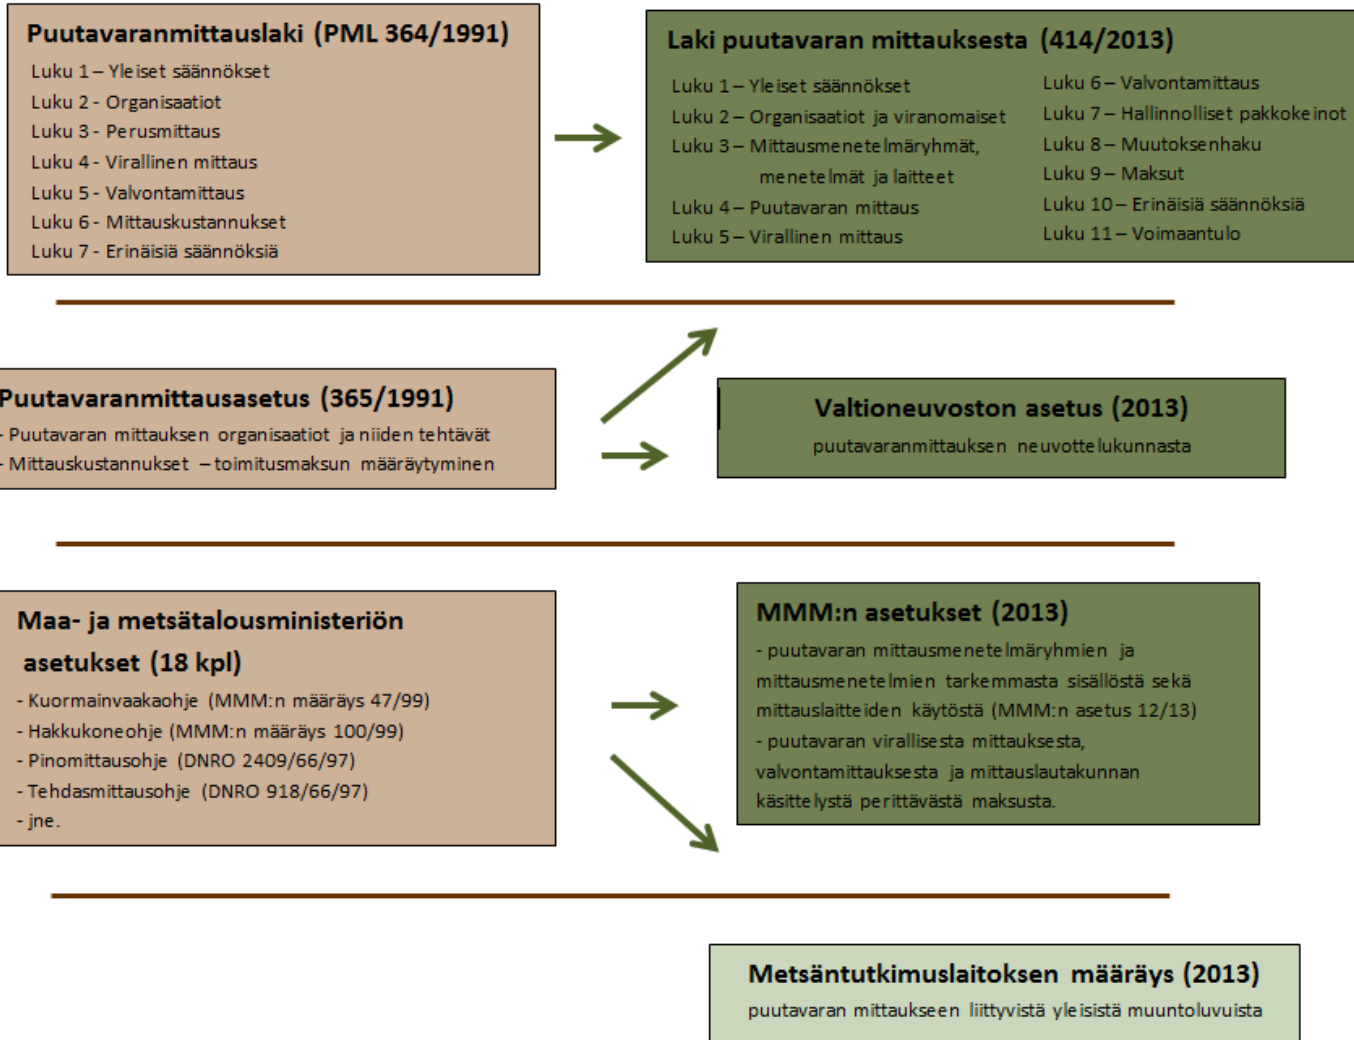 Puutavaranmittauslaki (PML 364/1991)
Luku 1 – Yleiset säännökset
Luku 2 - Organisaatiot
Luku 3 - Perusmittaus
Luku 4 - Virallinen mittaus
Luku 5 - Valvontamittaus
Luku 6 - Mittauskustannukset
Luku 7 - Erinäisiä säännöksiä
Laki puutavaran mittauksesta (414/2013)
Luku 1 – Yleiset säännökset
Luku 2 – Organisaatiot ja viranomaiset
Luku 3 – Mittausmenetelmäryhmät,
menetelmät ja laitteet
Luku 4 – Puutavaran mittaus
Luku 5 – Virallinen mittaus
Luku 6 – Valvontamittaus
Luku 7 – Hallinnolliset pakkokeinot
Luku 8 – Muutoksenhaku
Luku 9 – Maksut
Luku 10 – Erinäisiä säännöksiä
Luku 11 – Voimaantulo
Puutavaranmittausasetus (365/1991)
- Puutavaran mittauksen organisaatiot ja niiden tehtävät
- Mittauskustannukset – toimitusmaksun määräytyminen
Valtioneuvoston asetus (2013)
puutavaranmittauksen neuvottelukunnasta
Maa- ja metsätalousministeriön
asetukset (18 kpl)
- Kuormainvaakaohje (MMM:n määräys 47/99)
- Hakkukoneohje (MMM:n määräys 100/99)
- Pinomittausohje (DNRO 2409/66/97)
- Tehdasmittausohje (DNRO 918/66/97)
- jne.
MMM:n asetukset (2013)
- puutavaran mittausmenetelmäryhmien ja
mittausmenetelmien tarkemmasta sisällöstä sekä
mittauslaitteiden käytöstä (MMM:n asetus 12/13)
- puutavaran virallisesta mittauksesta,
valvontamittauksesta ja mittauslautakunnan
käsittelystä perittävästä maksusta.
Metsäntutkimuslaitoksen määräys (2013)
puutavaran mittaukseen liittyvistä yleisistä muuntoluvuista